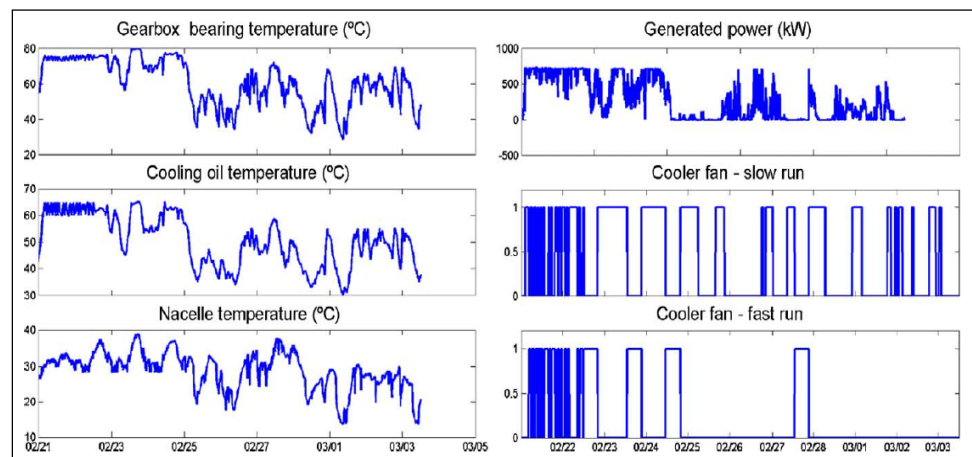 Gearbox bearing temperature (ºC)
80
60
40
20
Cooling oil temperature (ºC)
70
60
50
40
30
Nacelle temperature (ºC)
40
30
20
10
02/21 02/23 02/25 02/27 03/01 03/03 03/05
Generated power (kW)
1000
500
0
-500
Cooler fan - slow run
1
0.5
0
Cooler fan - fast run
1
0.5
0
02/22 02/23 02/24 02/25 02/26 02/27 02/28 03/01 03/02 03/03